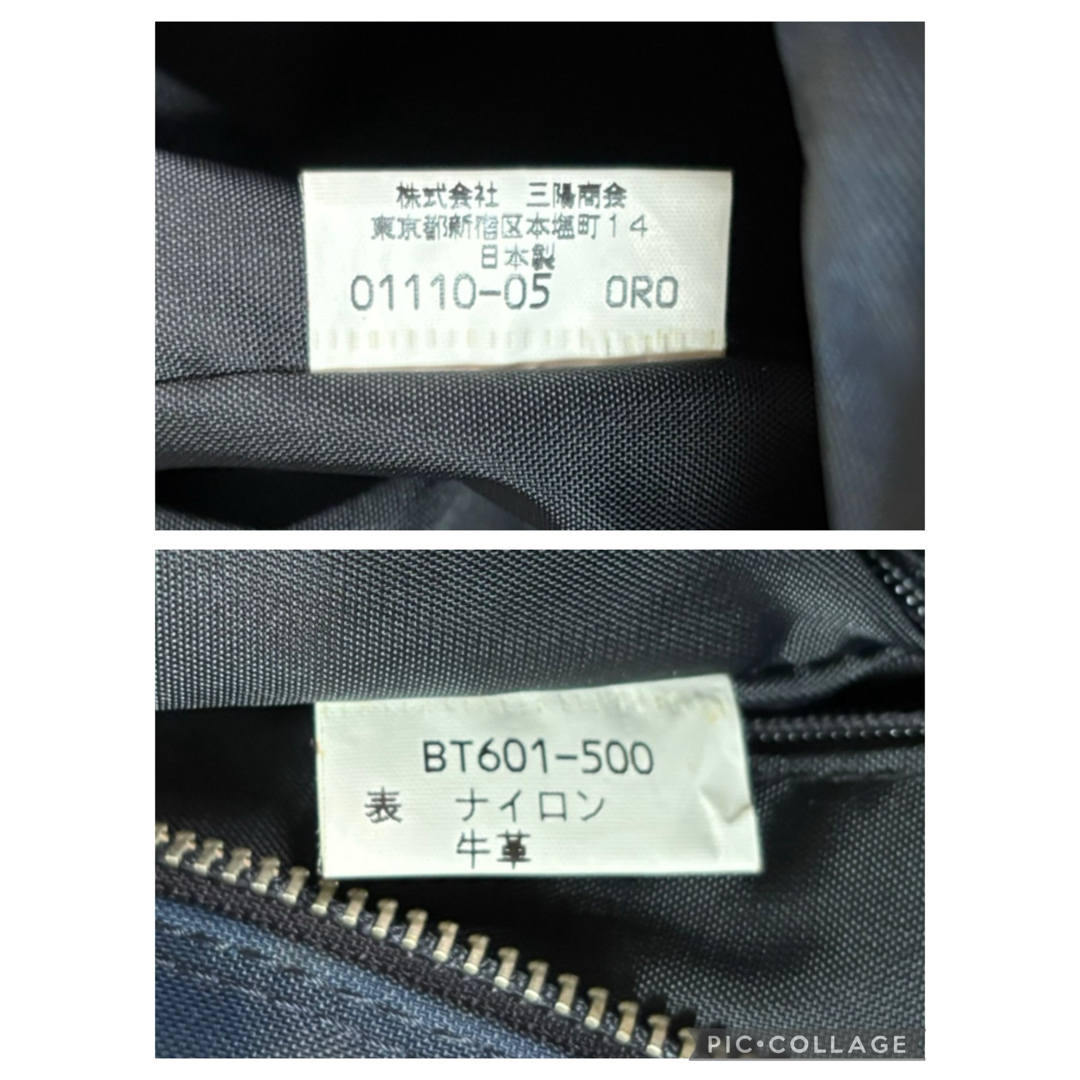 株式会社　三陽商会
東京都新宿区本塩町１４
日本製
01110-05　ORO
BT601-500
表　ナイロン
牛革
PIC•COLLAGE